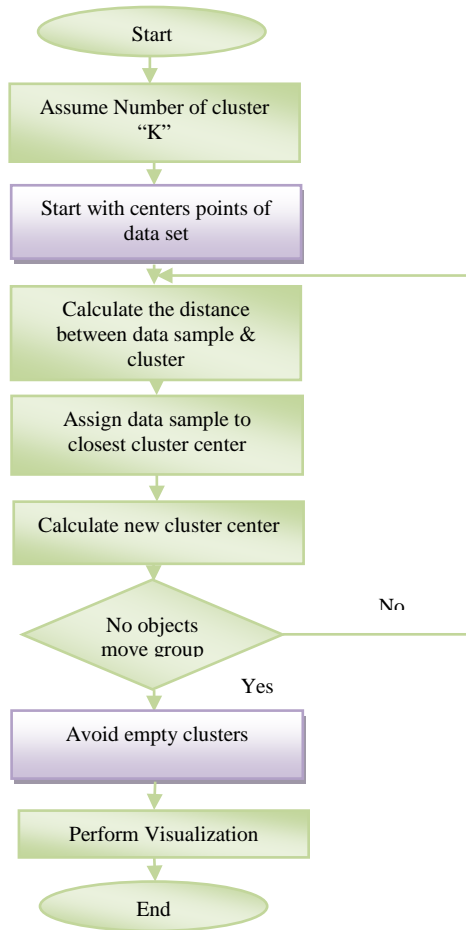 Start
Assume Number of cluster
“K”
Start with centers points of
data set
Calculate the distance
between data sample &
cluster
Assign data sample to
closest cluster center
Calculate new cluster center
No objects
move group
No
Yes
Avoid empty clusters
Perform Visualization
End